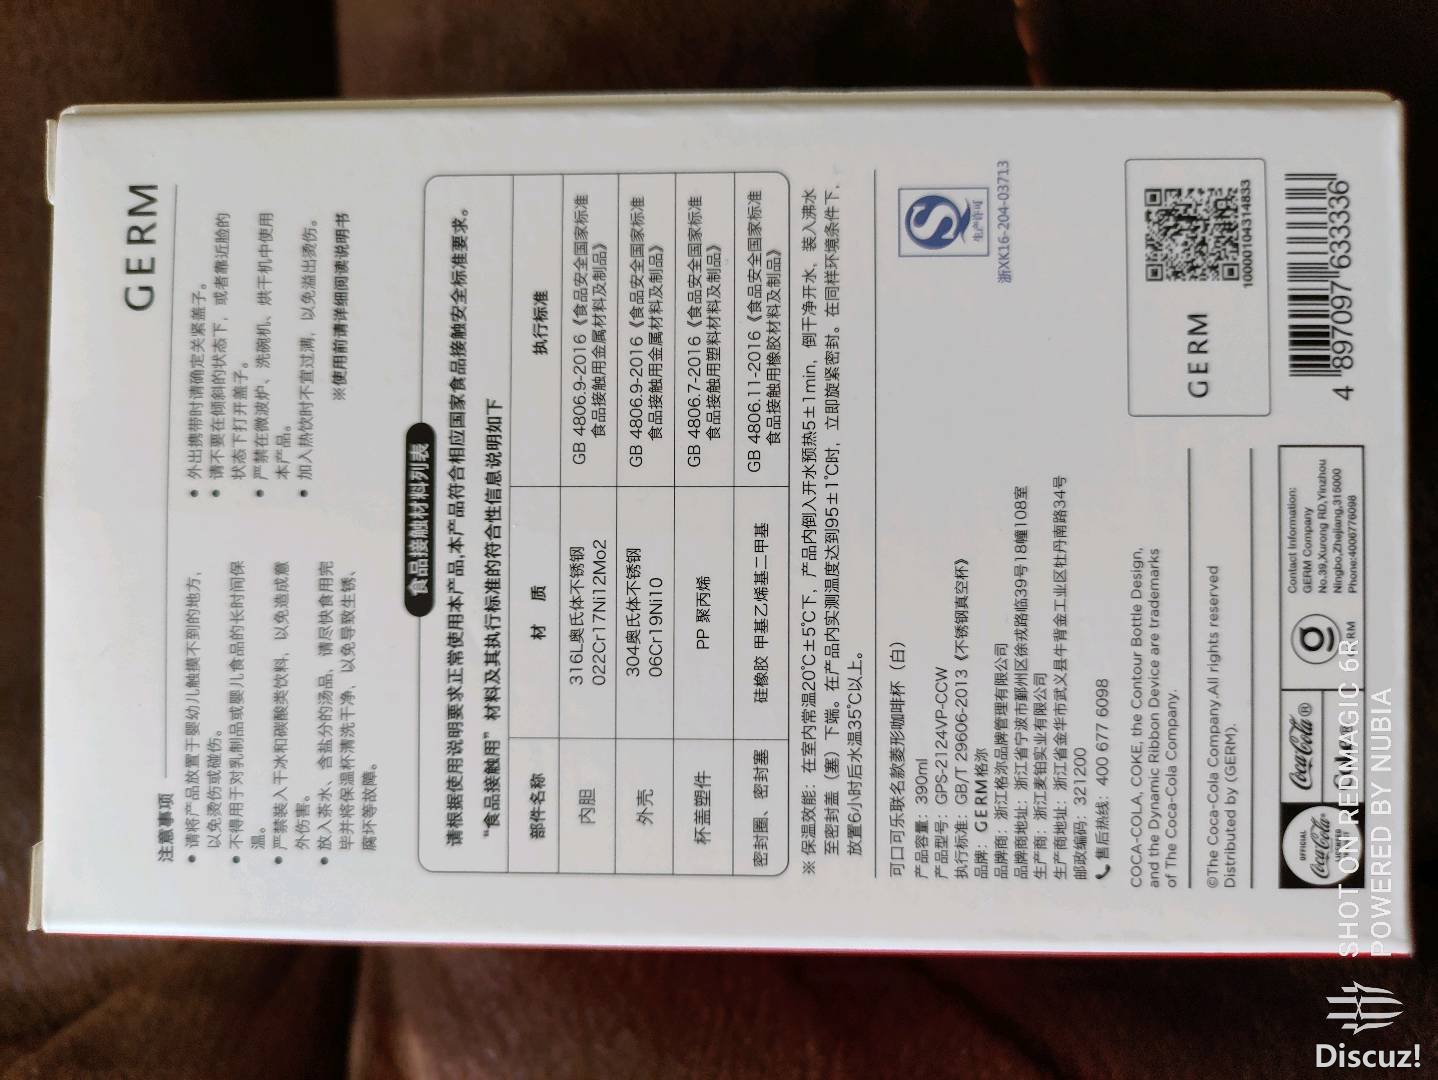 GERM
注意事项
● 请将产品放置于婴幼儿触摸不到的地方，
以免烫伤或碰伤。
● 不得用于对乳制品或婴儿食品的长时间保
温。
● 严禁装入干冰和碳酸类饮料，以免造成意
外伤害。
● 放入茶水、含盐分的汤品，请尽快食用完
毕并将保温杯清洗干净，以免导致生锈、
腐坏等故障。
● 外出携带时请确定关紧盖子。
● 请不要在倾斜的状态下，或者靠近脸的
状态下打开盖子。
● 严禁在微波炉、洗碗机、烘干机中使用
本产品。
● 加入热饮时不宜过满，以免溢出烫伤。
※使用前请详细阅读说明书
食品接触材料列表
请根据使用说明要求正常使用本产品,本产品符合相应国家食品接触安全标准要求。
“食品接触用”材料及其执行标准的符合性信息说明如下
部件名称 材 质 执行标准
内胆 316L奥氏体不锈钢 GB 4806.9-2016《食品安全国家标准
022Cr17Ni12Mo2 食品接触用金属材料及制品》
外壳 304奥氏体不锈钢 GB 4806.9-2016《食品安全国家标准
06Cr19Ni10 食品接触用金属材料及制品》
杯盖塑件 PP 聚丙烯 GB 4806.7-2016《食品安全国家标准
食品接触用塑料材料及制品》
密封圈、密封塞 硅橡胶 甲基乙烯基二甲基 GB 4806.11-2016《食品安全国家标准
食品接触用橡胶材料及制品》
※ 保温效能：在室内常温20℃±5℃下，产品内倒入开水预热5±1min，倒干净开水，装入沸水
至密封盖（塞）下端。在产品内实测温度达到95±1℃时，立即旋紧密封。在同样环境条件下，
放置6小时后水温35℃以上。
可口可乐联名款菱形咖啡杯（白）
产品容量：390ml
产品型号：GPS-2124VP-CCW
执行标准：GB/T 29606-2013《不锈钢真空杯》
品牌：GERM格沵
品牌商：浙江格沵品牌管理有限公司
品牌商地址：浙江省宁波市鄞州区徐戎路临39号18幢108室
生产商：浙江麦铂实业有限公司
生产商地址：浙江省金华市武义县牛背金工业区牡丹南路34号
邮政编码：321200
售后热线：400 677 6098
生产许可
浙XK16-204-03713
COCA-COLA, COKE, the Contour Bottle Design,
and the Dynamic Ribbon Device are trademarks
of The Coca-Cola Company.
©The Coca-Cola Company.All rights reserved
Distributed by (GERM).
GERM
10000104314833
OFFICIAL
Coca-Cola
Coca-Cola®
Contact Information:
GERM Company
No.39,Xurong RD,Yinzhou
Ningbo,Zhejiang,315000
Phone:4006776098
4 897097 633336
SHOT ON REDMAGIC 6R
POWERED BY NUBIA
Discuz!